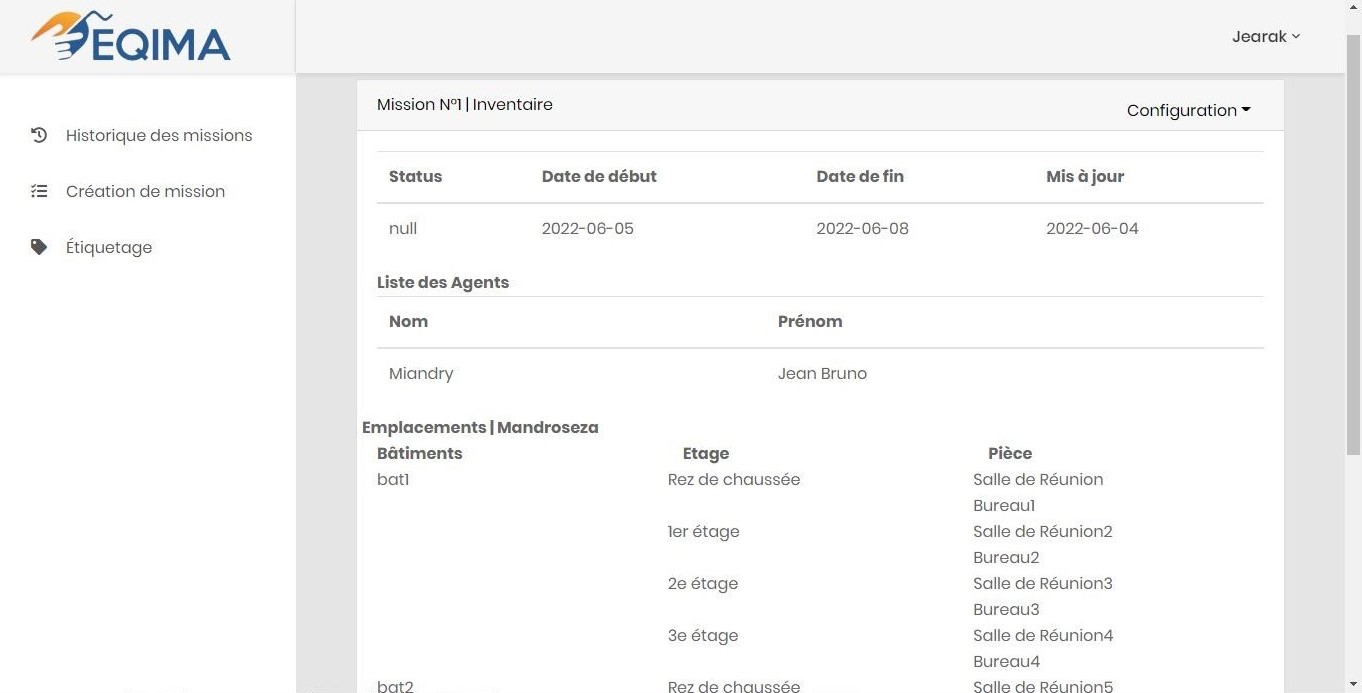 EQIMA
Jearak
Historique des missions
Création de mission
Étiquetage
Mission N°1 | Inventaire
Configuration
Status Date de début Date de fin Mis à jour
null 2022-06-05 2022-06-08 2022-06-04
Liste des Agents
Nom Prénom
Miandry Jean Bruno
Emplacements | Mandroseza
Bâtiments Etage Pièce
bat1 Rez de chaussée Salle de Réunion
Bureau1
1er étage Salle de Réunion2
Bureau2
2e étage Salle de Réunion3
Bureau3
3e étage Salle de Réunion4
Bureau4
bat2 Rez de chaussée Salle de Réunion5